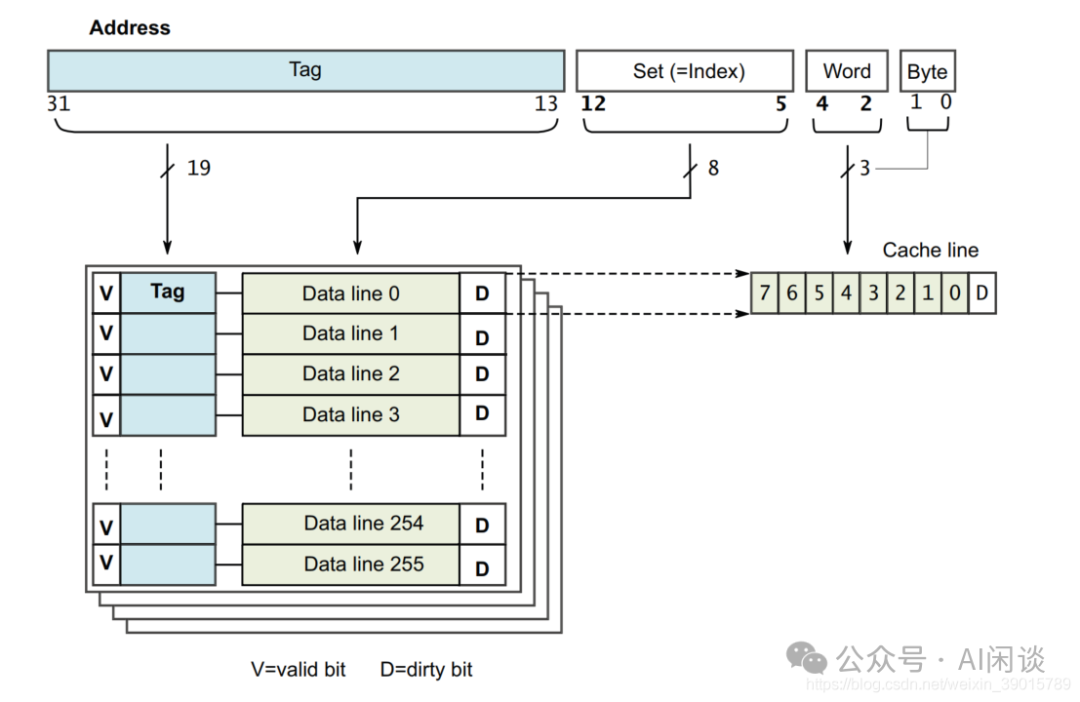 Address
Tag Set (=Index) Word Byte
31 13 12 5 4 2 1 0
19 8 3
Cache line
V Tag Data line 0 D 7 6 5 4 3 2 1 0 D
V Data line 1 D
V Data line 2 D
V Data line 3 D
V Data line 254 D
V Data line 255 D
V=valid bit D=dirty bit
公众号 · AI闲谈
https://blog.csdn.net/weixin_39015789